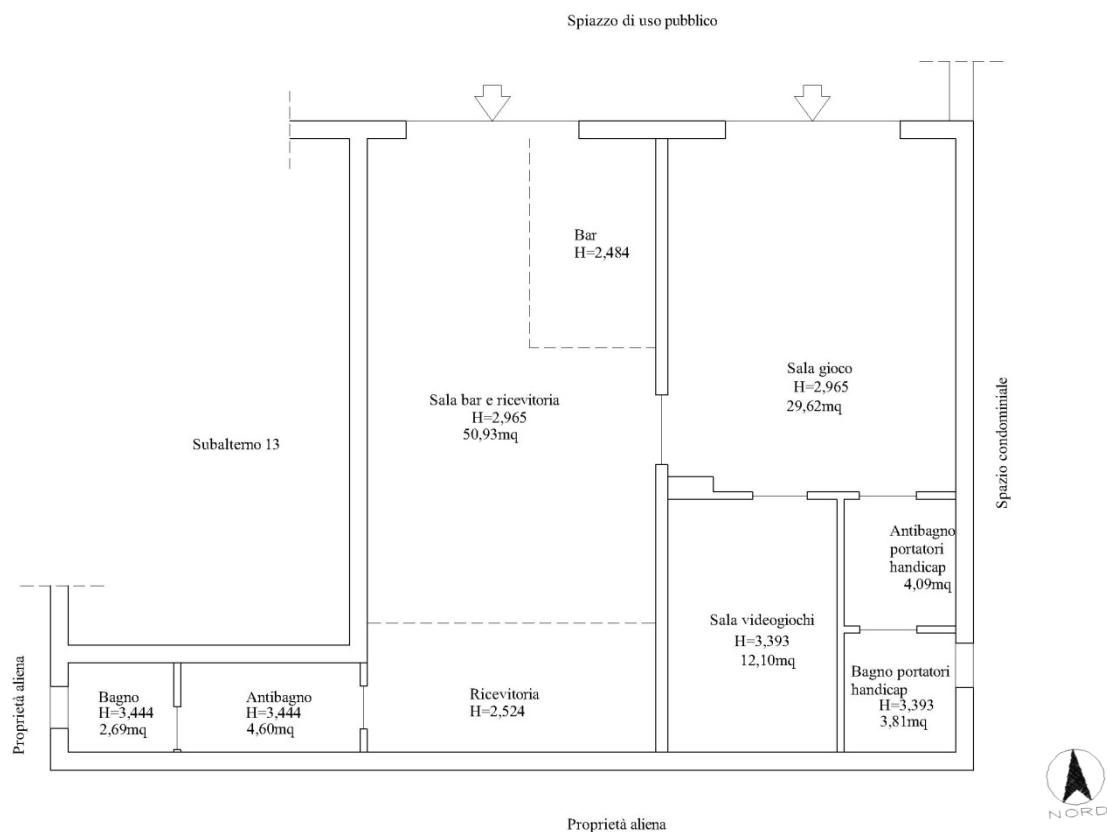 Spiazzo di uso pubblico
Bar
H=2,484
Sala gioco
H=2,965
29,62mq
Sala bar e ricevitoria
H=2,965
50,93mq
Subalterno 13
Spazio condominiale
Antibagno
portatori
handicap
4,09mq
Sala videogiochi
H=3,393
12,10mq
Bagno portatori
handicap
H=3,393
3,81mq
Proprietà aliena
Bagno
H=3,444
2,69mq
Antibagno
H=3,444
4,60mq
Ricevitoria
H=2,524
Proprietà aliena
NORD